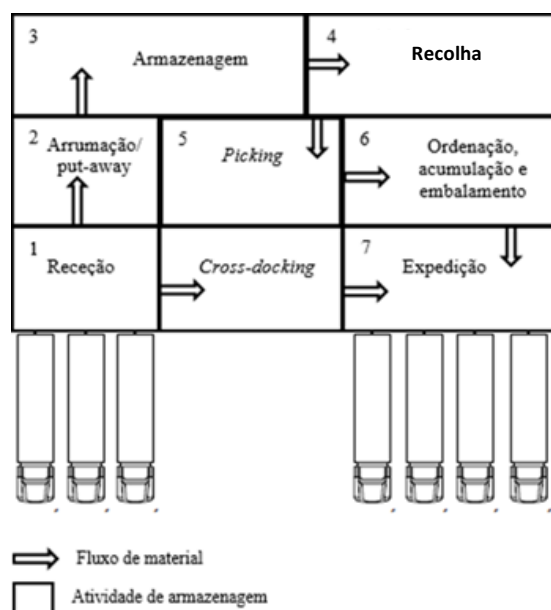 3
Armazenagem
4
Recolha
2
Arrumação/
put-away
5
Picking
6
Ordenação,
acumulação e
embalamento
1
Receção
Cross-docking
7
Expedição
Fluxo de material
Atividade de armazenagem